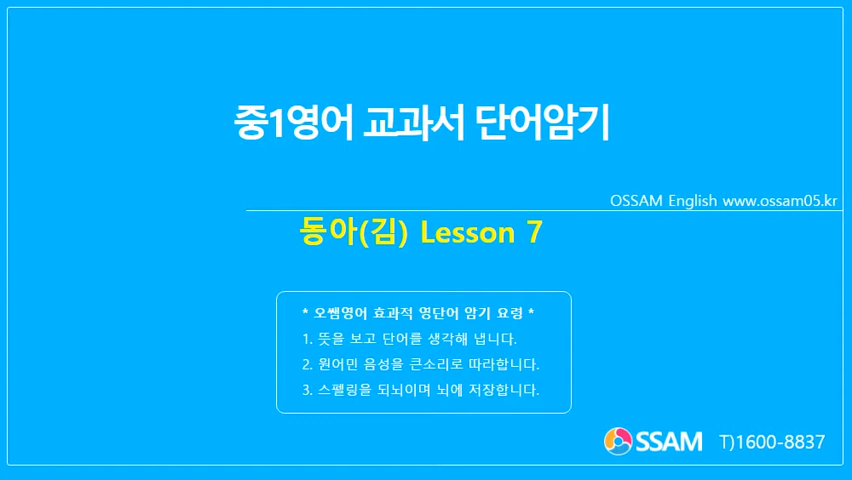 중1영어 교과서 단어암기
OSSAM English www.ossam05.kr
동아(김) Lesson 7
* 오쌤영어 효과적 영단어 암기 요령 *
1. 뜻을 보고 단어를 생각해 냅니다.
2. 원어민 음성을 큰소리로 따라합니다.
3. 스펠링을 되뇌이며 뇌에 저장합니다.
OSSAM T)1600-8837